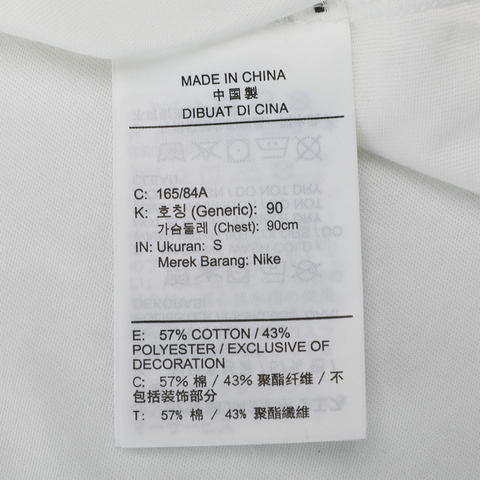 MADE IN CHINA
中国製
DIBUAT DI CINA
C: 165/84A
K: 호칭 (Generic): 90
가슴둘레 (Chest): 90cm
IN: Ukuran: S
Merek Barang: Nike
E: 57% COTTON / 43%
POLYESTER / EXCLUSIVE OF
DECORATION
C: 57% 棉 / 43% 聚酯纤维 / 不
包括装饰部分
T: 57% 棉 / 43% 聚酯纖維